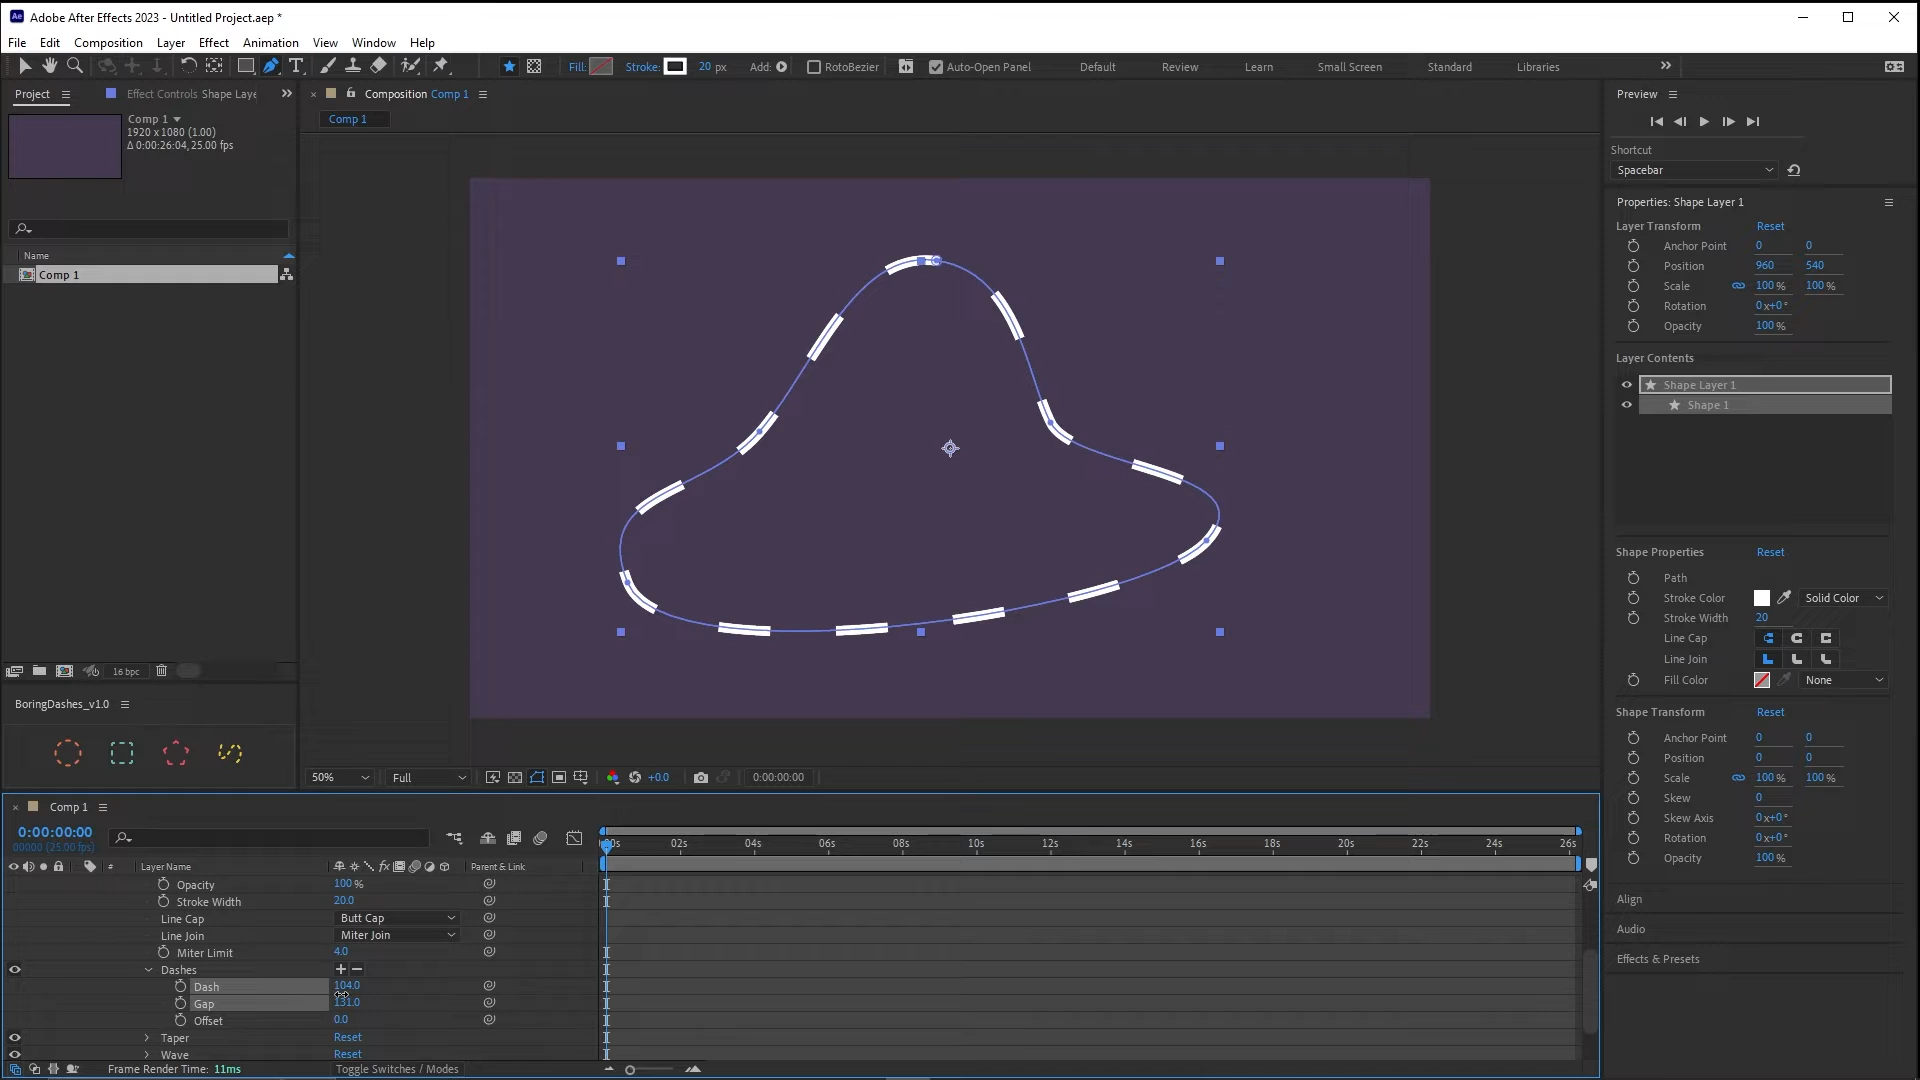 Adobe After Effects 2023 - Untitled Project.aep *
File Edit Composition Layer Effect Animation View Window Help
Fill: Stroke: 20 px Add: RotoBezier Auto-Open Panel Default Review Learn Small Screen Standard Libraries
Project Effect Controls Shape Laye
Comp 1
1920 x 1080 (1.00)
Δ 0:00:26:04, 25.00 fps
Name
Comp 1
16 bpc
BoringDashes_v1.0
Composition Comp 1
Comp 1
50% Full +0.0 0:00:00:00
Preview
Shortcut
Spacebar
Properties: Shape Layer 1
Layer Transform Reset
Anchor Point 0 0
Position 960 540
Scale 100 % 100 %
Rotation 0x+0°
Opacity 100 %
Layer Contents
Shape Layer 1
Shape 1
Shape Properties Reset
Path
Stroke Color Solid Color
Stroke Width 20
Line Cap
Line Join
Fill Color None
Shape Transform Reset
Anchor Point 0 0
Position 0 0
Scale 100 % 100 %
Skew 0
Skew Axis 0x+0°
Rotation 0x+0°
Opacity 100 %
Align
Audio
Effects & Presets
Comp 1
0:00:00:00
00000 (25.00 fps)
# Layer Name Parent & Link
02s 04s 06s 08s 10s 12s 14s 16s 18s 20s 22s 24s 26s
Opacity 100 %
Stroke Width 20.0
Line Cap Butt Cap
Line Join Miter Join
Miter Limit 4.0
Dashes + −
Dash 104.0
Gap 131.0
Offset 0.0
Taper Reset
Wave Reset
Frame Render Time: 11ms Toggle Switches / Modes